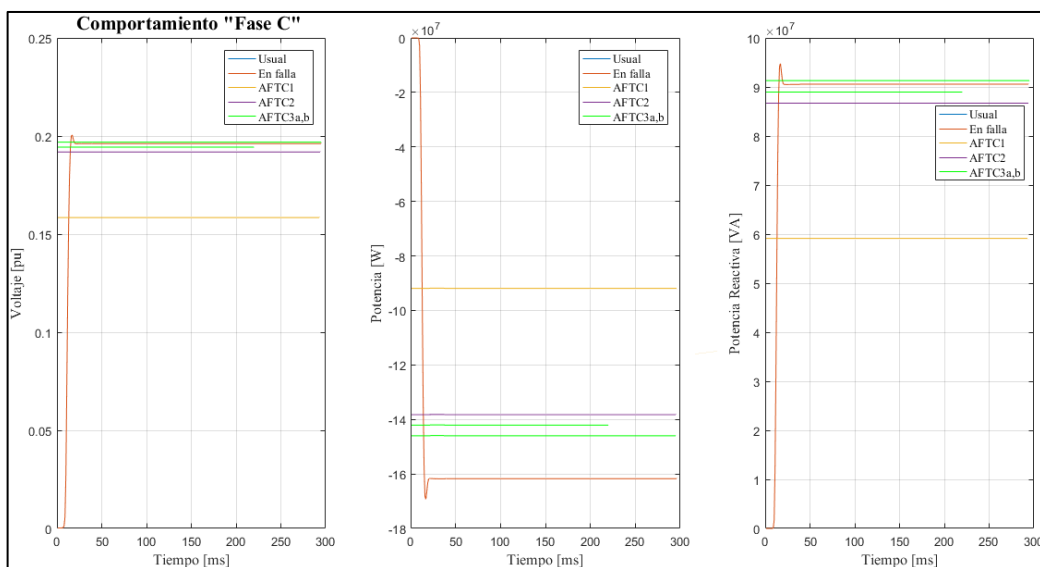 Comportamiento "Fase C"
0.25
0.2
0.15
0.1
0.05
0
Voltaje [pu]
0 50 100 150 200 250 300
Tiempo [ms]
Usual
En falla
AFTC1
AFTC2
AFTC3a,b
×10⁷
0
-2
-4
-6
-8
-10
-12
-14
-16
-18
Potencia [W]
0 50 100 150 200 250 300
Tiempo [ms]
Usual
En falla
AFTC1
AFTC2
AFTC3a,b
×10⁷
10
9
8
7
6
5
4
3
2
1
0
Potencia Reactiva [VA]
0 50 100 150 200 250 300
Tiempo [ms]
Usual
En falla
AFTC1
AFTC2
AFTC3a,b